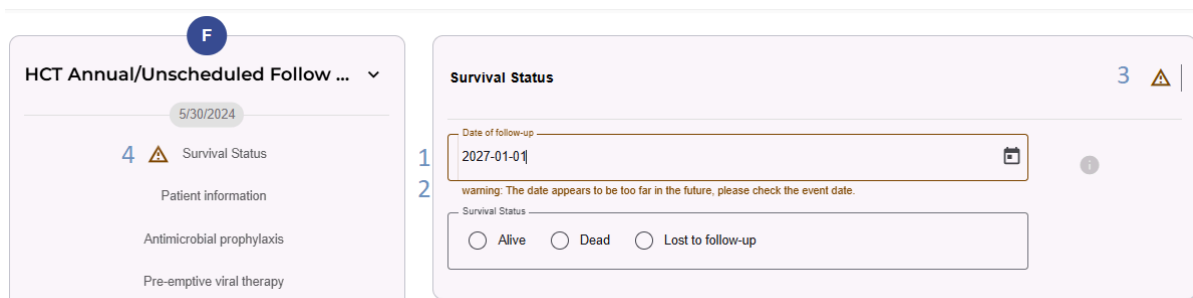 F
HCT Annual/Unscheduled Follow ...
5/30/2024
4 Survival Status
Patient information
Antimicrobial prophylaxis
Pre-emptive viral therapy
Survival Status 3
Date of follow-up
1 2027-01-01
2 warning: The date appears to be too far in the future, please check the event date.
Survival Status
Alive Dead Lost to follow-up